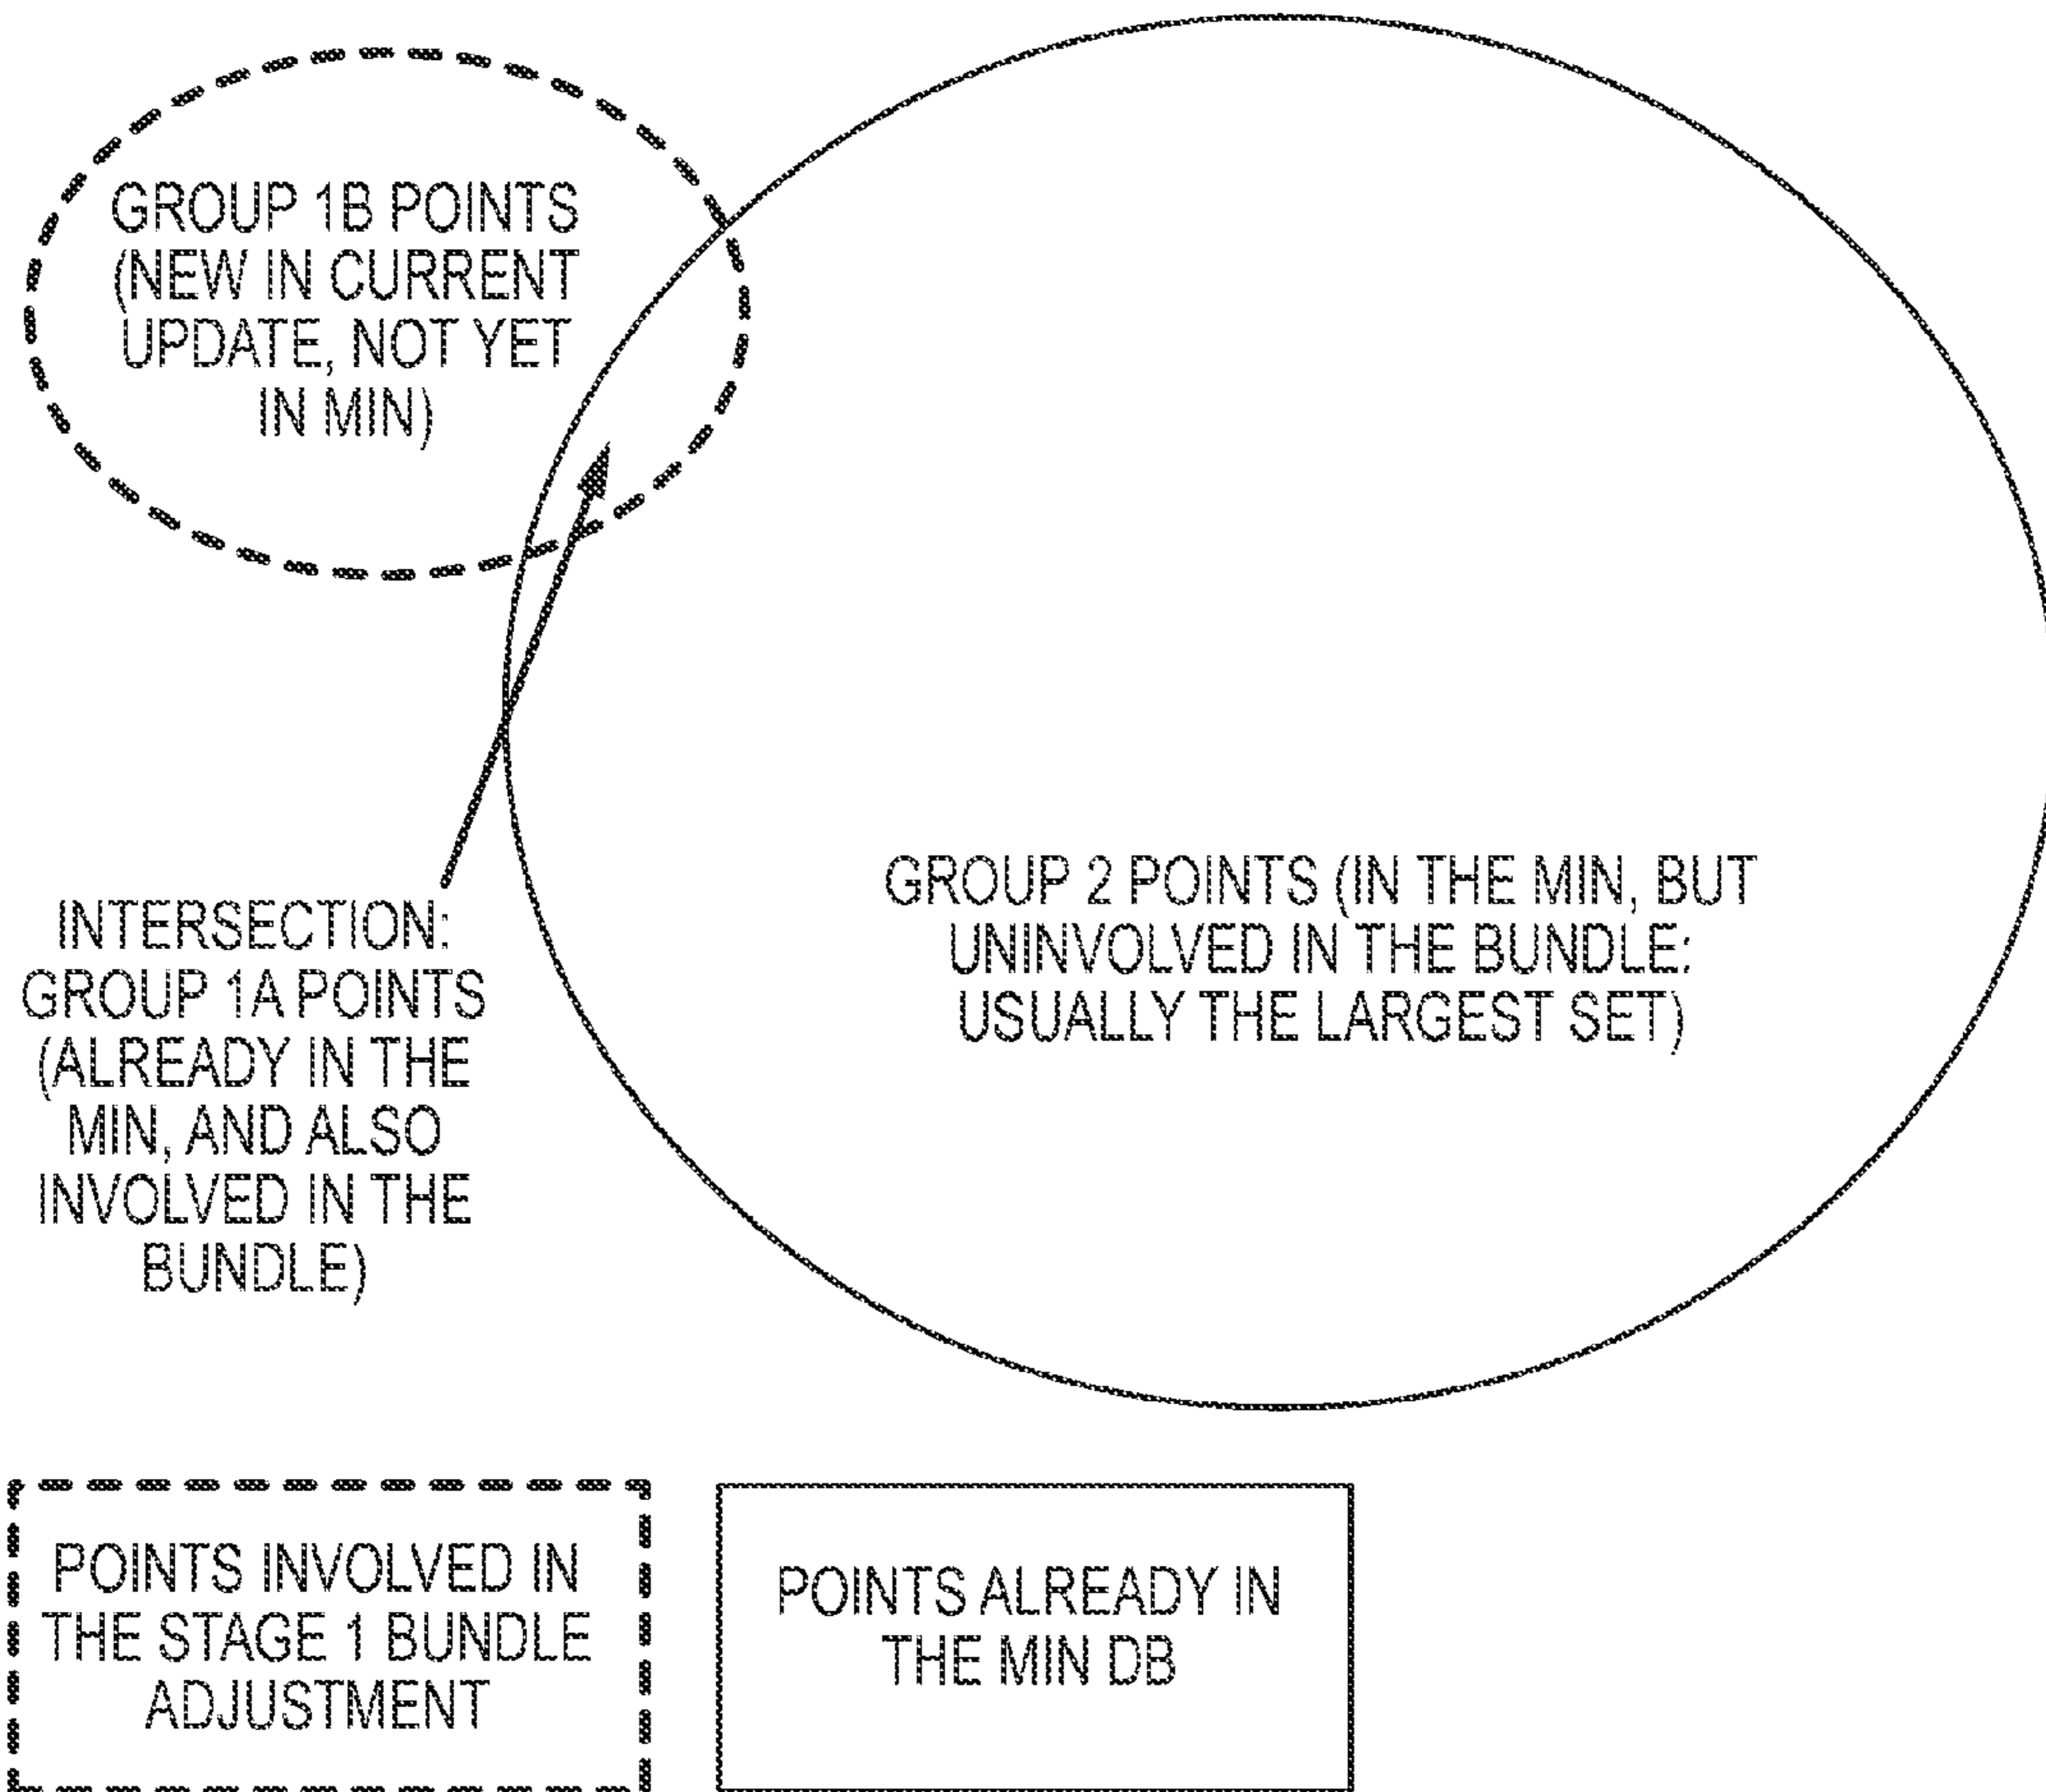 GROUP 1B POINTS
(NEW IN CURRENT
UPDATE, NOT YET
IN MIN)
INTERSECTION:
GROUP 1A POINTS
(ALREADY IN THE
MIN, AND ALSO
INVOLVED IN THE
BUNDLE)
GROUP 2 POINTS (IN THE MIN, BUT
UNINVOLVED IN THE BUNDLE:
USUALLY THE LARGEST SET)
POINTS INVOLVED IN
THE STAGE 1 BUNDLE
ADJUSTMENT
POINTS ALREADY IN
THE MIN DB